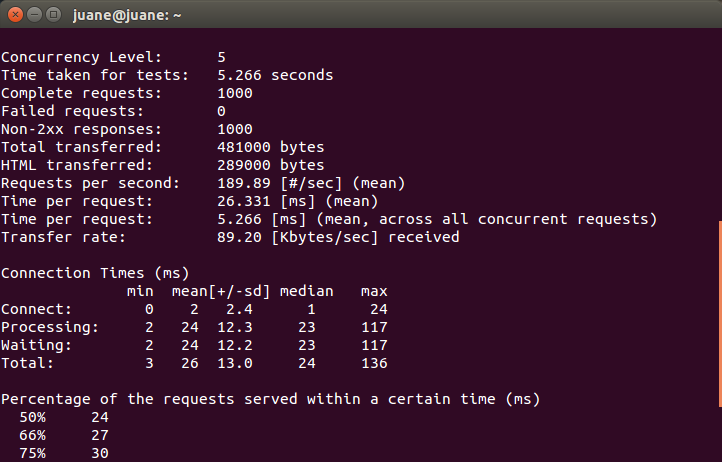 juane@juane: ~
Concurrency Level:      5
Time taken for tests:   5.266 seconds
Complete requests:      1000
Failed requests:        0
Non-2xx responses:      1000
Total transferred:      481000 bytes
HTML transferred:       289000 bytes
Requests per second:    189.89 [#/sec] (mean)
Time per request:       26.331 [ms] (mean)
Time per request:       5.266 [ms] (mean, across all concurrent requests)
Transfer rate:          89.20 [Kbytes/sec] received
Connection Times (ms)
              min  mean[+/-sd] median   max
Connect:        0    2   2.4      1      24
Processing:     2   24  12.3     23     117
Waiting:        2   24  12.2     23     117
Total:          3   26  13.0     24     136
Percentage of the requests served within a certain time (ms)
  50%     24
  66%     27
  75%     30